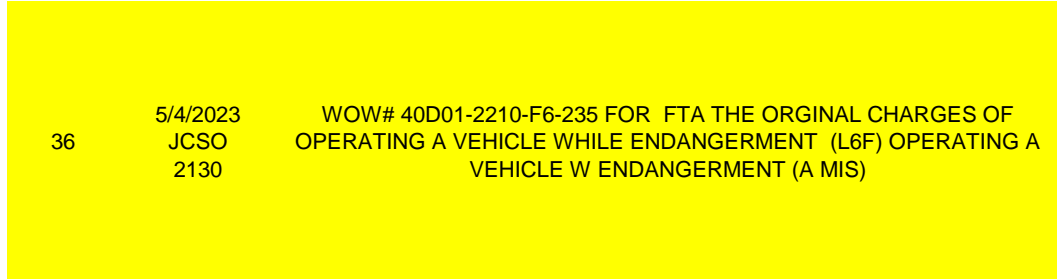 36
5/4/2023
JCSO
2130
WOW# 40D01-2210-F6-235 FOR  FTA THE ORGINAL CHARGES OF
OPERATING A VEHICLE WHILE ENDANGERMENT  (L6F) OPERATING A
VEHICLE W ENDANGERMENT (A MIS)